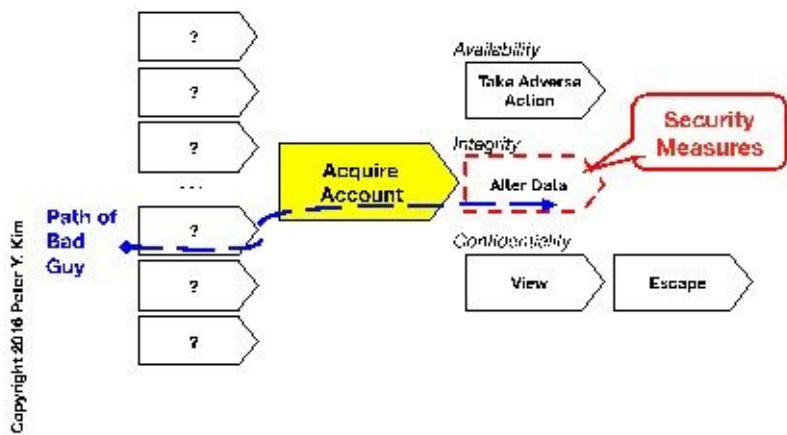 ?
?
?
...
?
?
?
Path of
Bad
Guy
Acquire
Account
Availability
Take Adverse
Action
Integrity
Alter Data
Confidentiality
View
Escape
Security
Measures
Copyright 2016 Peter Y. Kim